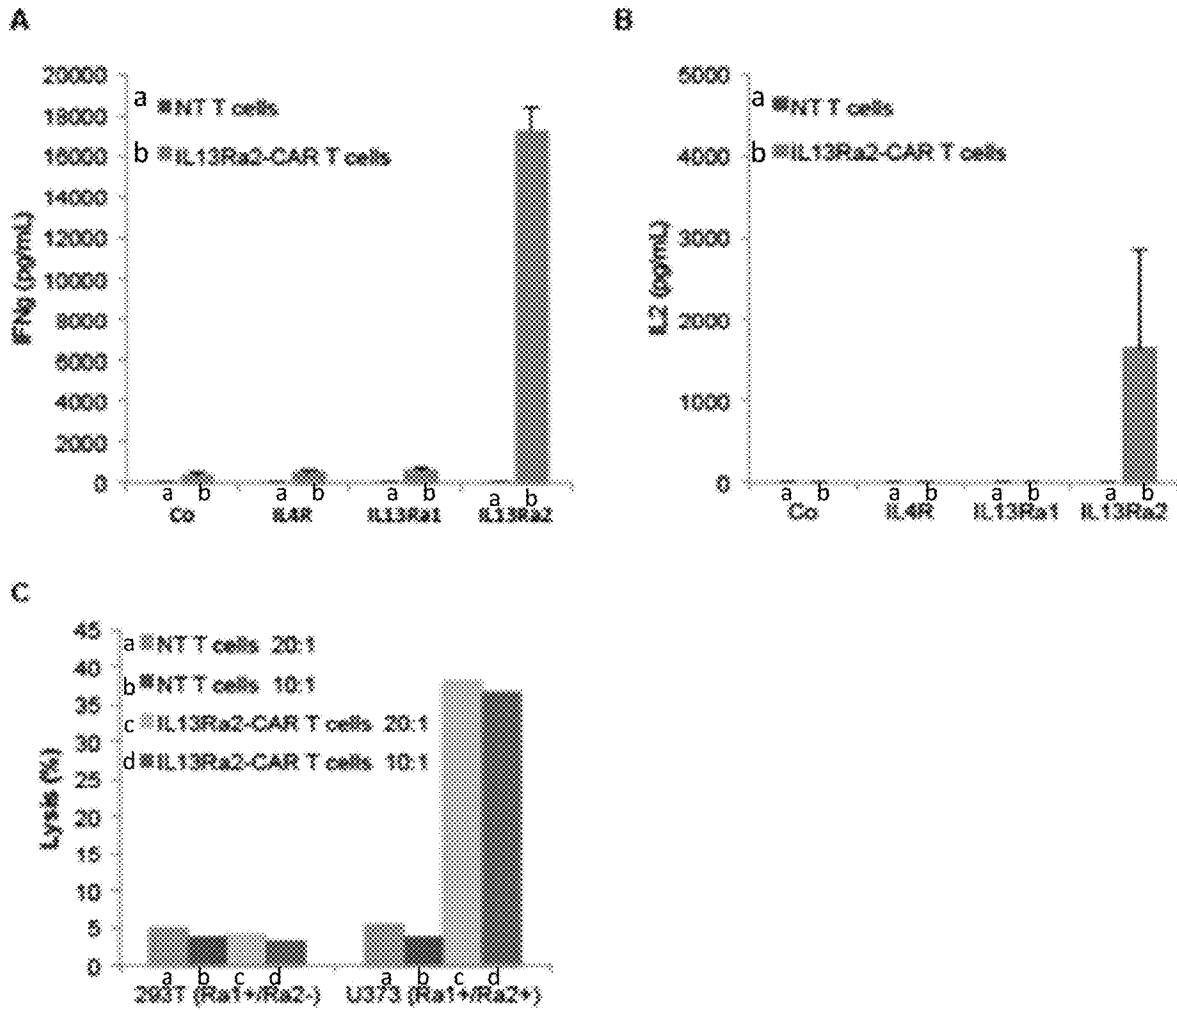 A
IFNg (pg/mL)
20000
18000
16000
14000
12000
10000
8000
6000
4000
2000
0
a NT T cells
b IL13Ra2-CAR T cells
a b a b a b a b
Co IL4R IL13Ra1 IL13Ra2
B
IL2 (pg/mL)
5000
4000
3000
2000
1000
0
a NT T cells
b IL13Ra2-CAR T cells
a b a b a b a b
Co IL4R IL13Ra1 IL13Ra2
C
Lysis (%)
45
40
35
30
25
20
15
10
5
0
a NT T cells 20:1
b NT T cells 10:1
c IL13Ra2-CAR T cells 20:1
d IL13Ra2-CAR T cells 10:1
a b c d a b c d
293T (Ra1+/Ra2-) U373 (Ra1+/Ra2+)